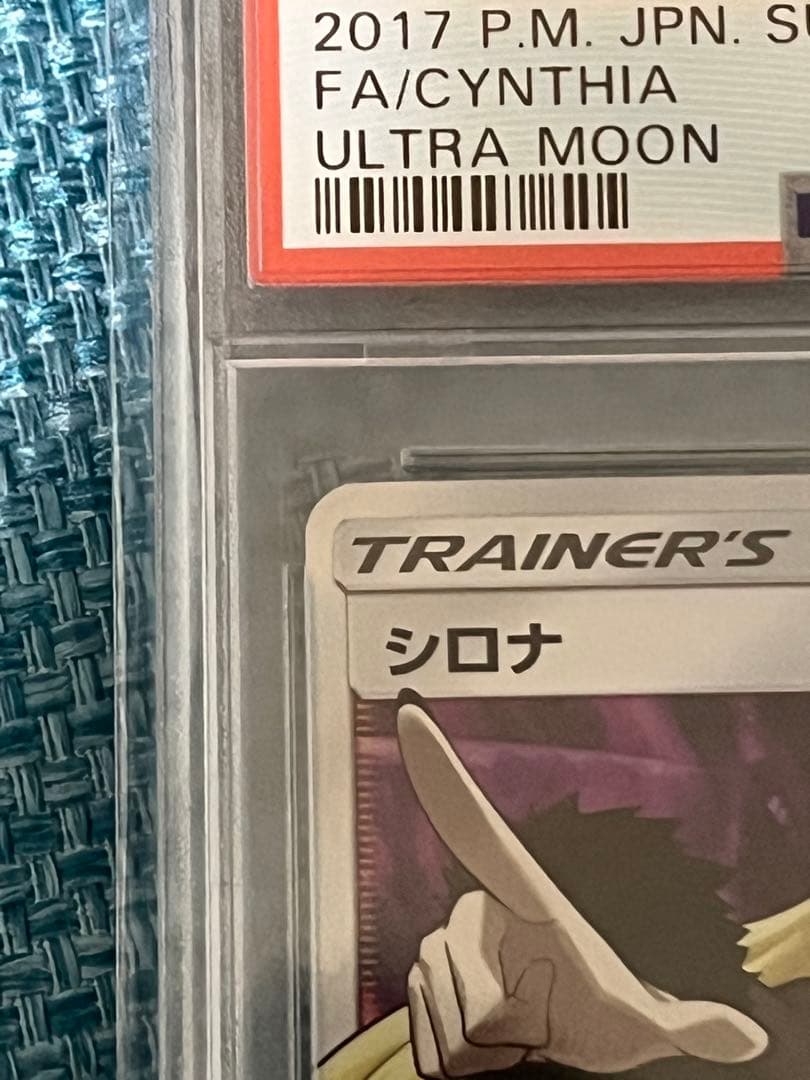 2017 P.M. JPN.
FA/CYNTHIA
ULTRA MOON
TRAINER'S
シロナ